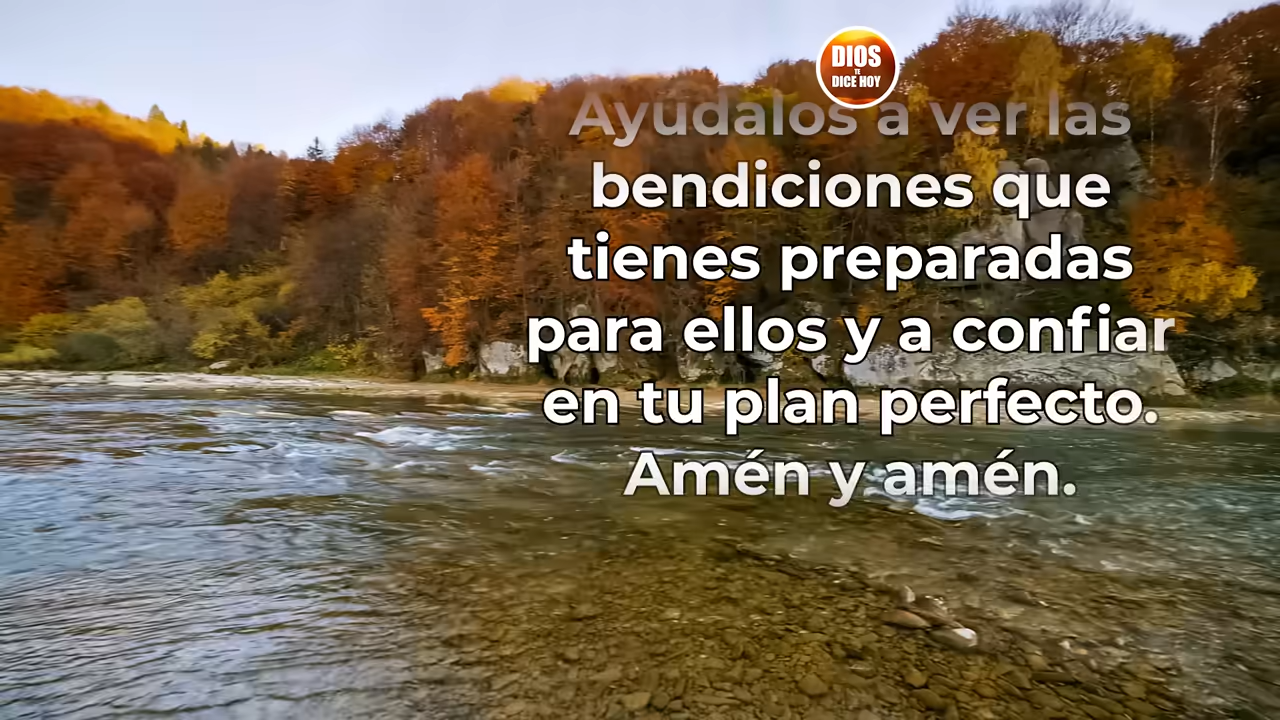 DIOS
TE
DICE HOY
Ayúdalos a ver las
bendiciones que
tienes preparadas
para ellos y a confiar
en tu plan perfecto.
Amén y amén.